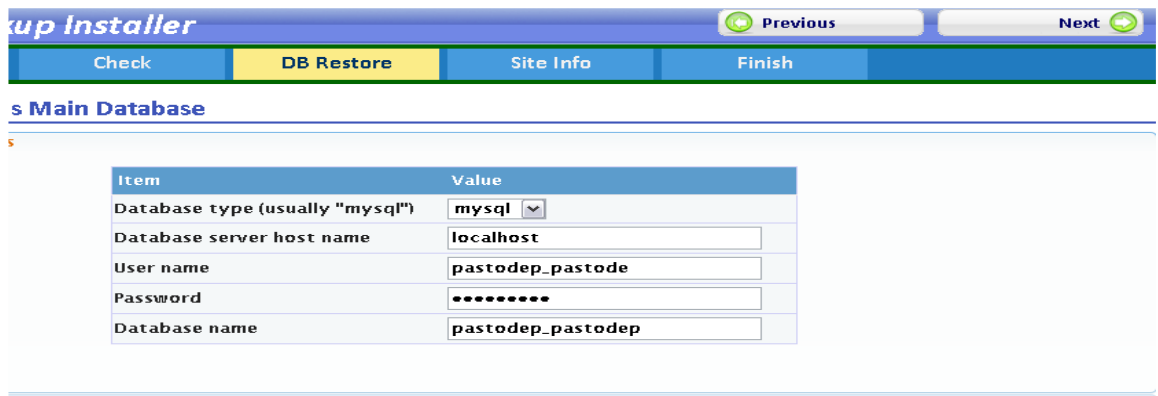 kup Installer
Previous
Next
Check
DB Restore
Site Info
Finish
s Main Database
s
Item Value
Database type (usually "mysql") mysql
Database server host name localhost
User name pastodep_pastode
Password •••••••••
Database name pastodep_pastodep